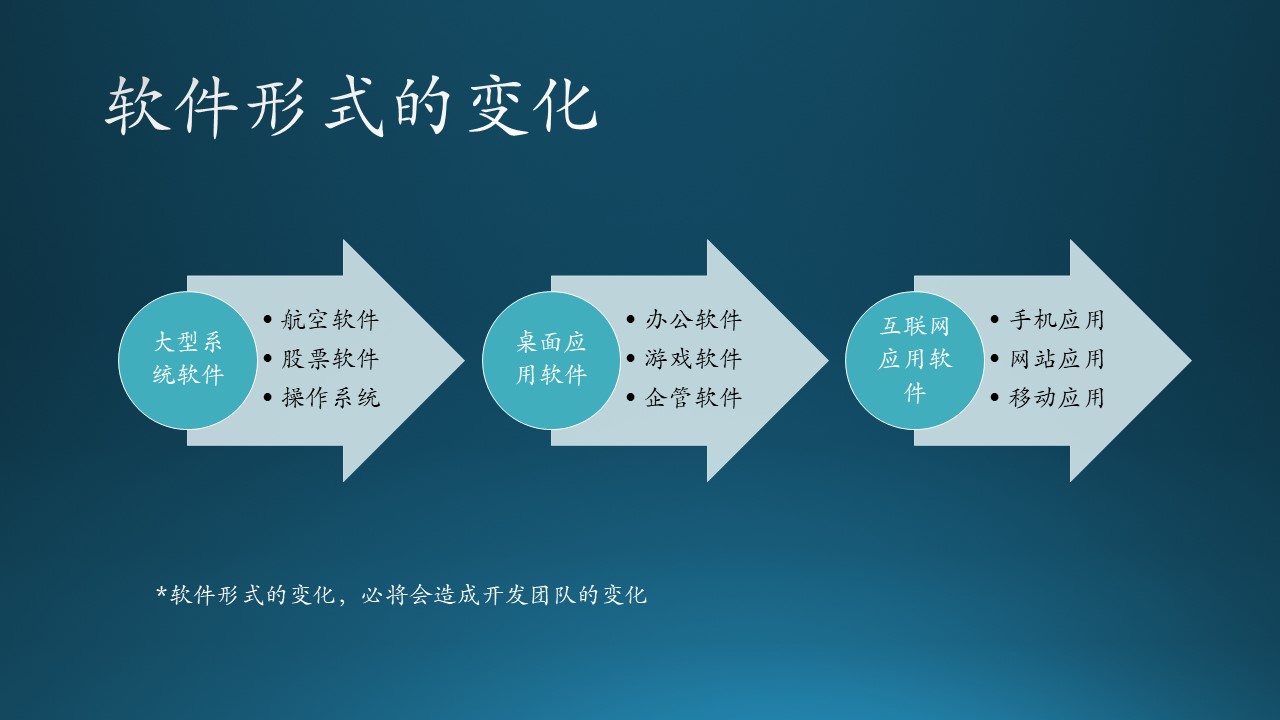 软件形式的变化
大型系
统软件
• 航空软件
• 股票软件
• 操作系统
桌面应
用软件
• 办公软件
• 游戏软件
• 企管软件
互联网
应用软
件
• 手机应用
• 网站应用
• 移动应用
*软件形式的变化，必将会造成开发团队的变化